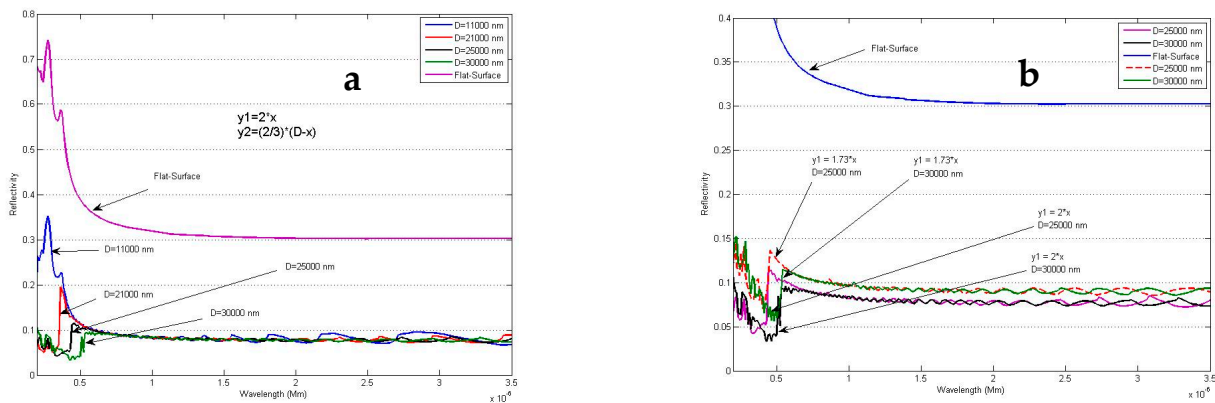 a
D=11000 nm
D=21000 nm
D=25000 nm
D=30000 nm
Flat-Surface
y1=2*x
y2=(2/3)*(D-x)
Flat-Surface
D=11000 nm
D=25000 nm
D=21000 nm
D=30000 nm
Reflectivity
0.8
0.7
0.6
0.5
0.4
0.3
0.2
0.1
0
0.5
1
1.5
2
2.5
3
3.5
Wavelength (Mm)
x 10^-6
b
D=25000 nm
D=30000 nm
Flat-Surface
D=25000 nm
D=30000 nm
Flat-Surface
y1 = 1.73*x
D=25000 nm
y1 = 1.73*x
D=30000 nm
y1 = 2*x
D=25000 nm
y1 = 2*x
D=30000 nm
Reflectivity
0.4
0.35
0.3
0.25
0.2
0.15
0.1
0.05
0
0.5
1
1.5
2
2.5
3
3.5
Wavelength (Mm)
x 10^-6